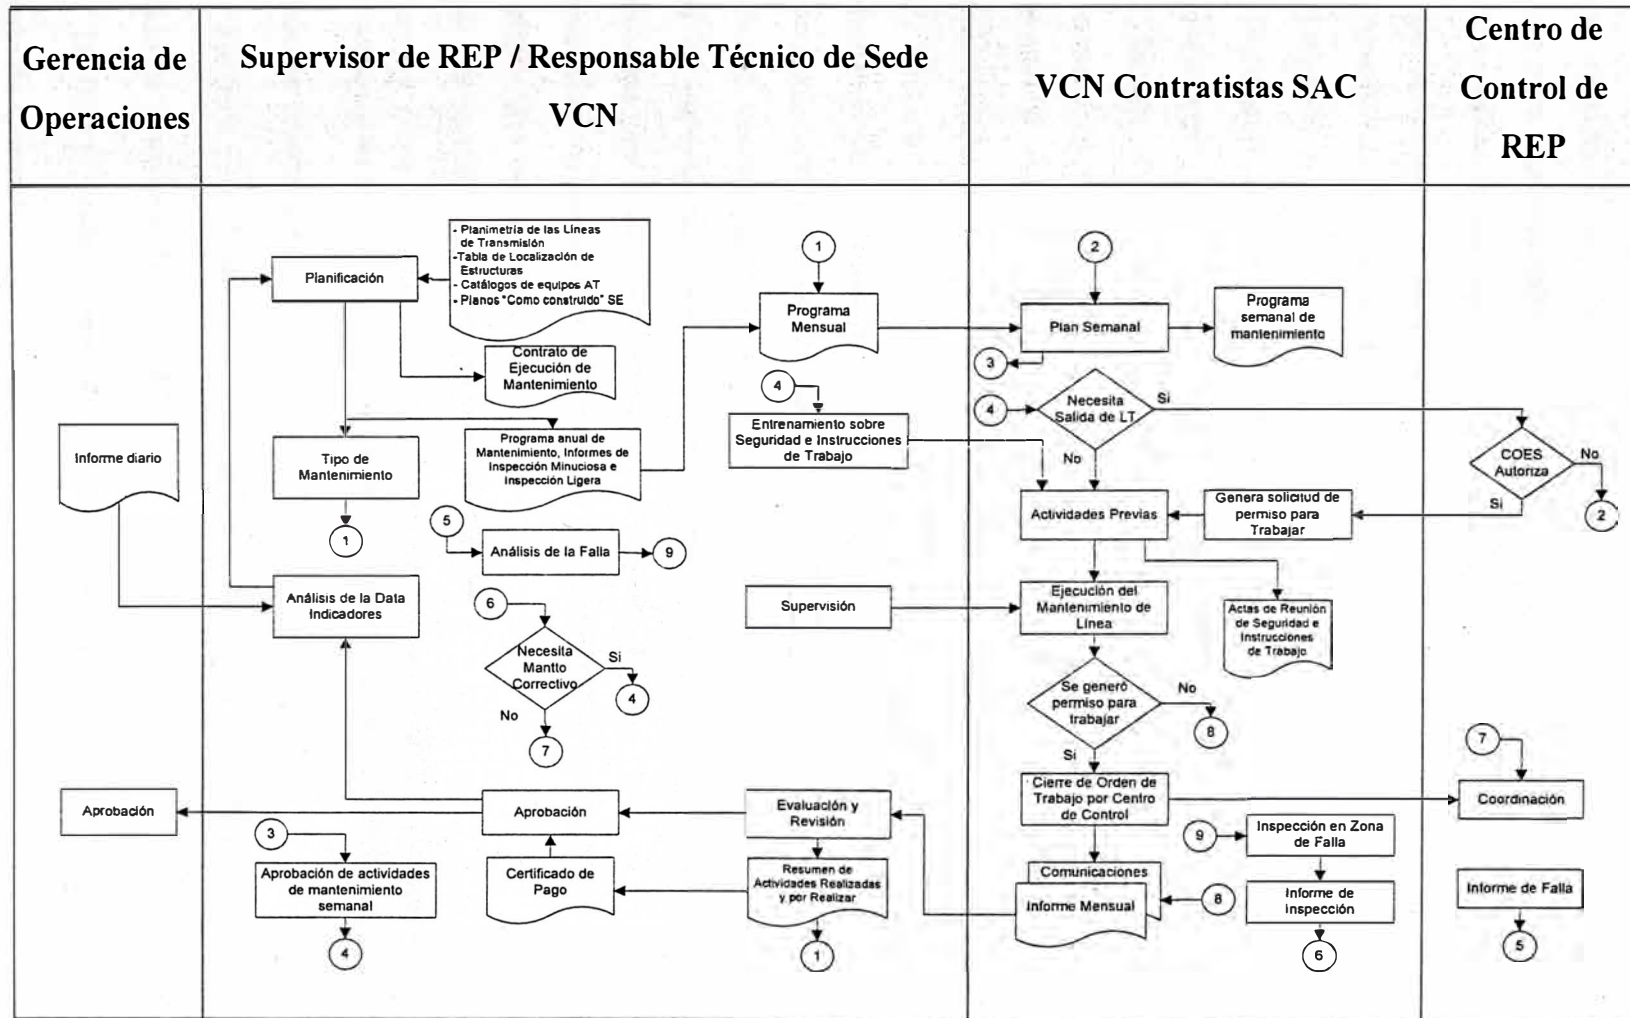 Gerencia de
Operaciones
Supervisor de REP / Responsable Técnico de Sede
VCN
VCN Contratistas SAC
Centro de
Control de
REP
Informe diario
Aprobación
Planificación
- Planimetría de las Líneas
de Transmisión
-Tabla de Localización de
Estructuras
- Catálogos de equipos AT
- Planos "Como construido" SE
Contrato de
Ejecución de
Mantenimiento
Tipo de
Mantenimiento
1
Programa anual de
Mantenimiento, Informes de
Inspección Minuciosa e
Inspección Ligera
5
Análisis de la Falla
9
Análisis de la Data
Indicadores
6
Necesita
Mantto
Correctivo
Si
4
No
7
Aprobación
3
Aprobación de actividades
de mantenimiento
semanal
4
Certificado de
Pago
1
Programa
Mensual
4
Entrenamiento sobre
Seguridad e Instrucciones
de Trabajo
Supervisión
Evaluación y
Revisión
Resumen de
Actividades Realizadas
y por Realizar
1
2
Plan Semanal
Programa
semanal de
mantenimiento
3
4
Necesita
Salida de LT
Si
No
Actividades Previas
Genera solicitud de
permiso para
Trabajar
Ejecución del
Mantenimiento de
Línea
Actas de Reunión
de Seguridad e
Instrucciones
de Trabajo
Se generó
permiso para
trabajar
No
8
Si
Cierre de Orden de
Trabajo por Centro
de Control
Comunicaciones
Informe Mensual
8
9
Inspección en Zona
de Falla
Informe de
Inspección
6
COES
Autoriza
No
2
Si
7
Coordinación
Informe de Falla
5